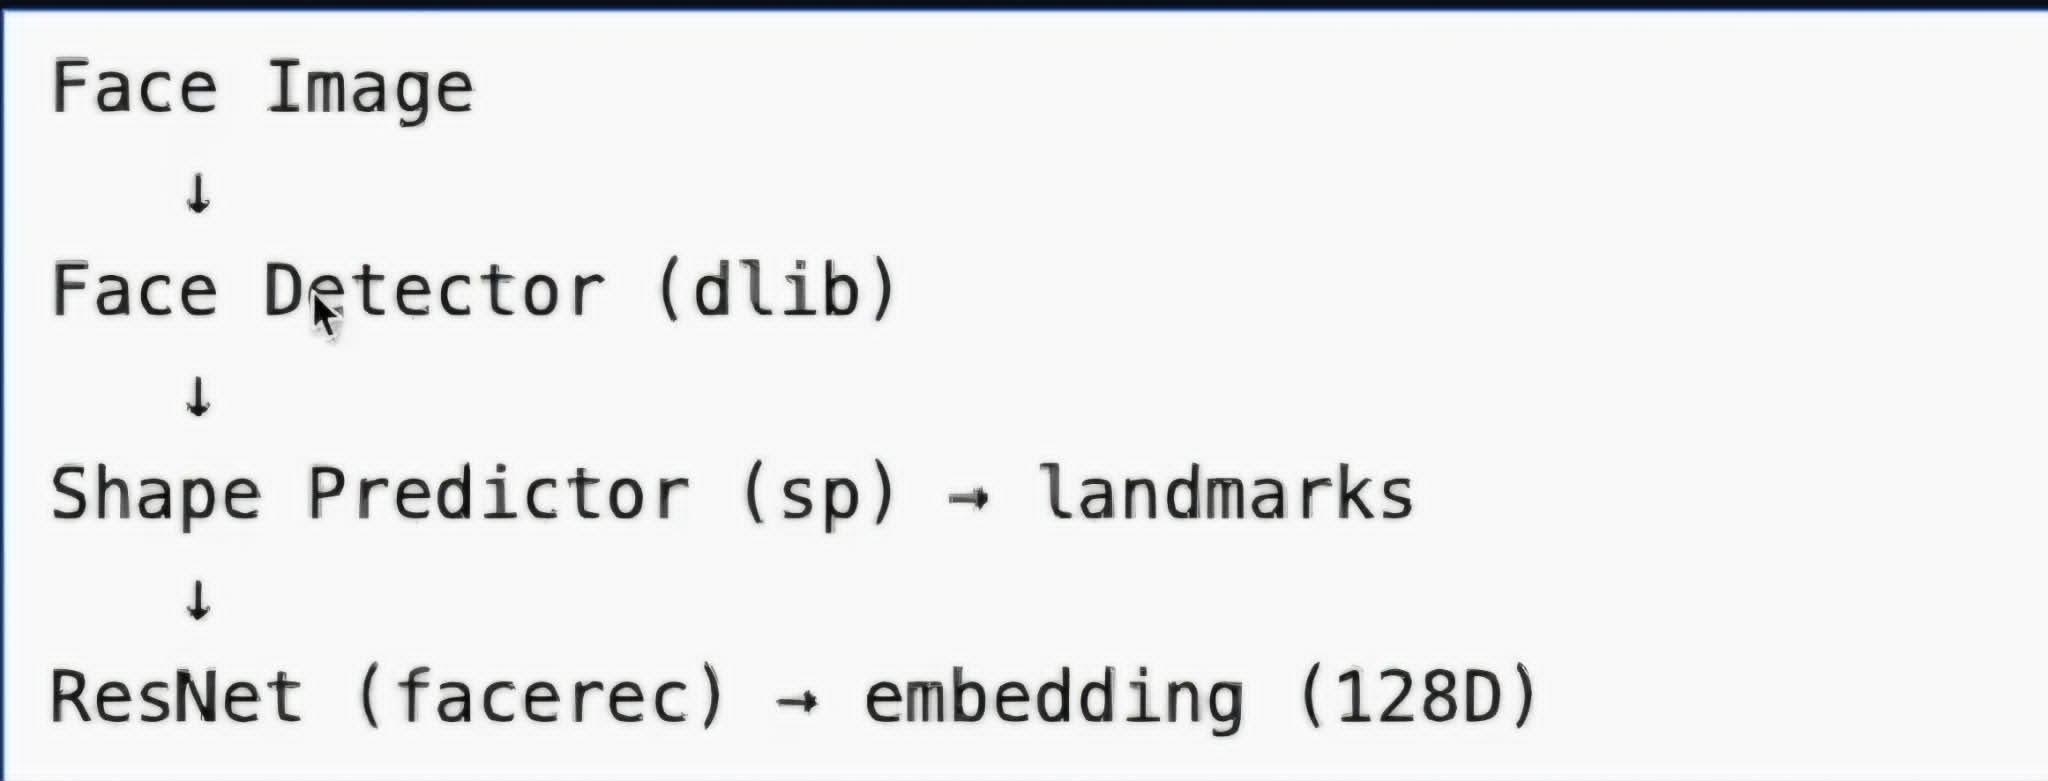 Face Image
↓
Face Detector (dlib)
↓
Shape Predictor (sp) → landmarks
↓
ResNet (facerec) → embedding (128D)